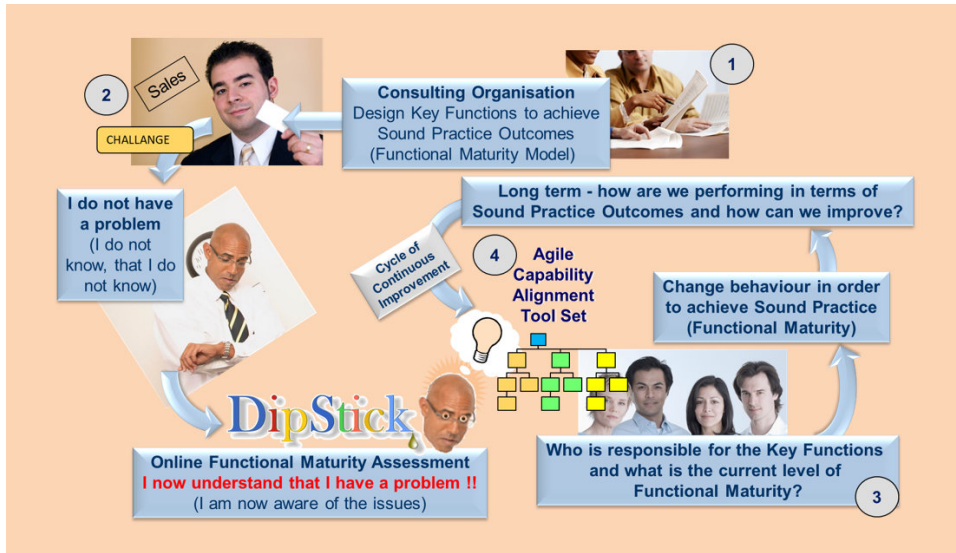 1
Consulting Organisation
Design Key Functions to achieve
Sound Practice Outcomes
(Functional Maturity Model)
2
Sales
CHALLANGE
I do not have
a problem
(I do not
know, that I do
not know)
DipStick
Online Functional Maturity Assessment
I now understand that I have a problem !!
(I am now aware of the issues)
Who is responsible for the Key Functions
and what is the current level of
Functional Maturity?
3
Change behaviour in order
to achieve Sound Practice
(Functional Maturity)
Long term - how are we performing in terms of
Sound Practice Outcomes and how can we improve?
Cycle of
Continuous
Improvement
4
Agile
Capability
Alignment
Tool Set